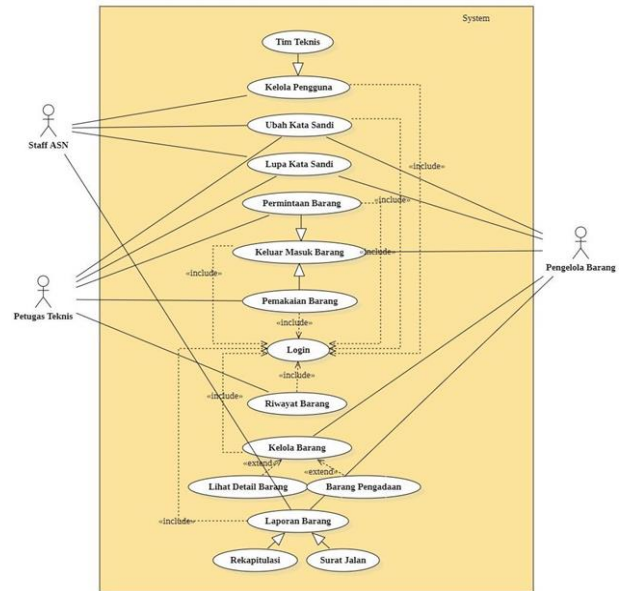 System
Tim Teknis
Kelola Pengguna
Ubah Kata Sandi
Staff ASN
Lupa Kata Sandi
«include»
Permintaan Barang
«include»
Keluar Masuk Barang
«include»
Pengelola Barang
«include»
Pemakaian Barang
Petugas Teknis
«include»
Login
«include»
Riwayat Barang
«include»
Kelola Barang
«extend»
«extend»
Lihat Detail Barang
Barang Pengadaan
Laporan Barang
«include»
Rekapitulasi
Surat Jalan